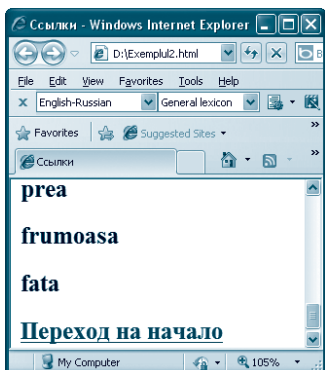 Ссылки - Windows Internet Explorer
D:\Exemplul2.html
File Edit View Favorites Tools Help
x English-Russian General lexicon
Favorites Suggested Sites
Ссылки
prea
frumoasa
fata
Переход на начало
My Computer 105%